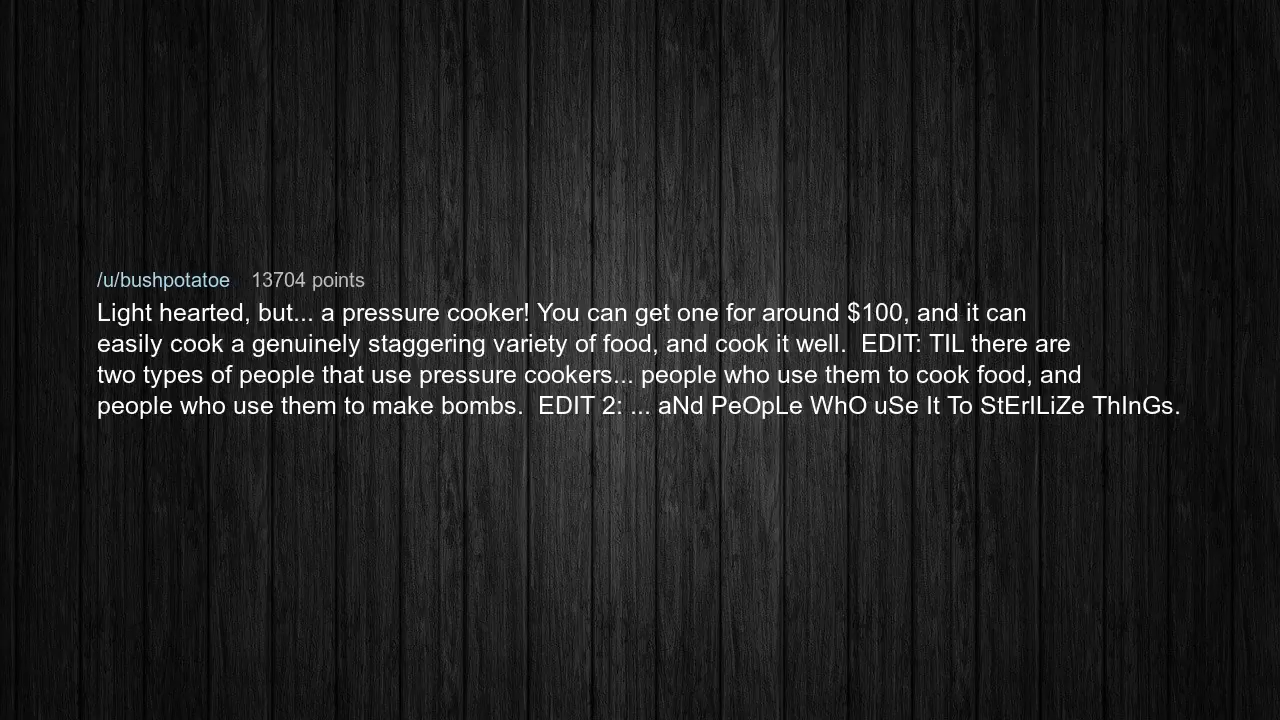 /u/bushpotatoe 13704 points
Light hearted, but... a pressure cooker! You can get one for around $100, and it can
easily cook a genuinely staggering variety of food, and cook it well.  EDIT: TIL there are
two types of people that use pressure cookers... people who use them to cook food, and
people who use them to make bombs.  EDIT 2: ... aNd PeOpLe WhO uSe It To StErIlIZe ThInGs.